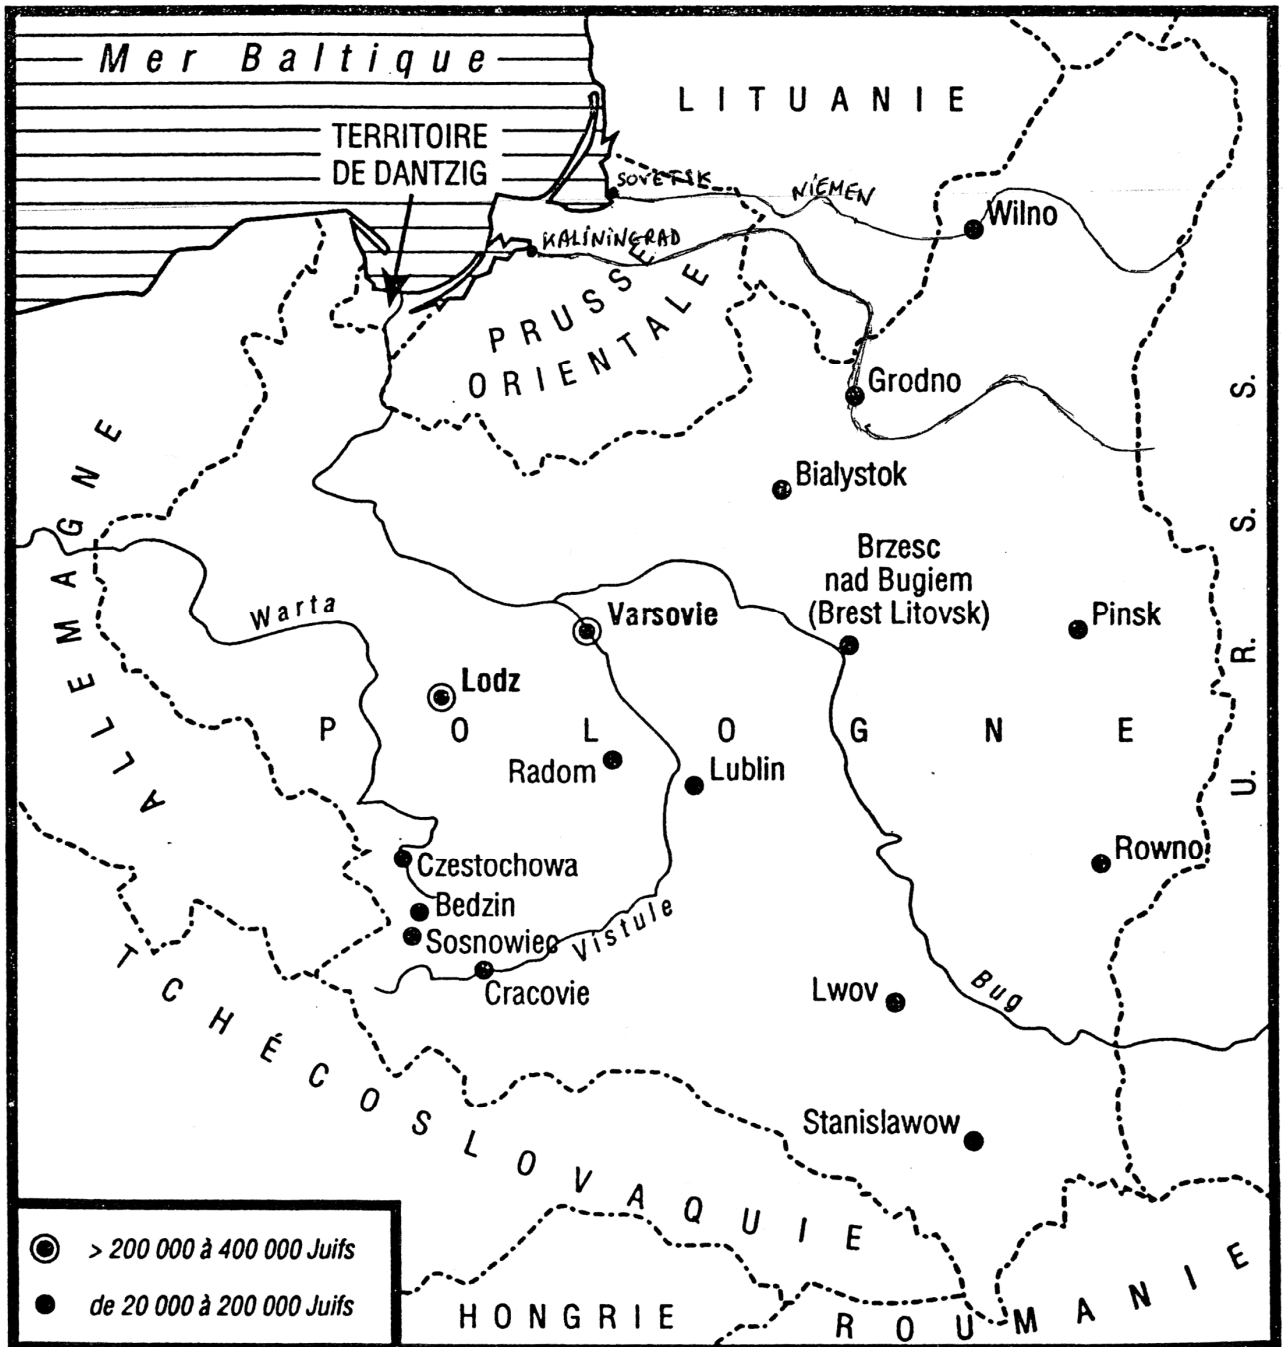 Mer Baltique
LITUANIE
TERRITOIRE
DE DANTZIG
SOVETSK
NIEMEN
Wilno
KALININGRAD
PRUSSE
ORIENTALE
Grodno
ALLEMAGNE
Bialystok
U.R.S.S.
Brzesc
nad Bugiem
(Brest Litovsk)
Warta
Varsovie
Pinsk
Lodz
POLOGNE
Radom
Lublin
Czestochowa
Rowno
Bedzin
Sosnowiec
Vistule
Cracovie
Lwov
Bug
TCHÉCOSLOVAQUIE
Stanislawow
> 200 000 à 400 000 Juifs
de 20 000 à 200 000 Juifs
HONGRIE
ROUMANIE